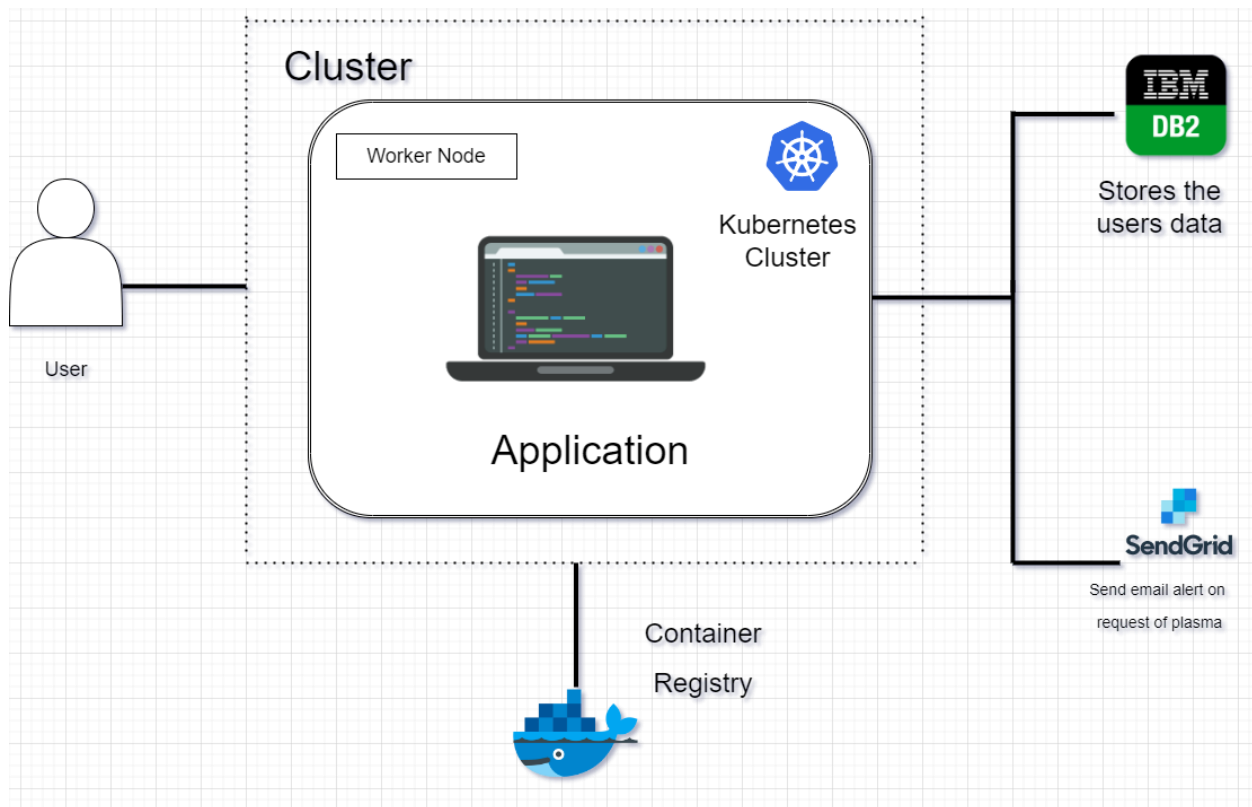 Cluster
Worker Node
Kubernetes
Cluster
Application
User
IBM
DB2
Stores the
users data
SendGrid
Send email alert on
request of plasma
Container
Registry